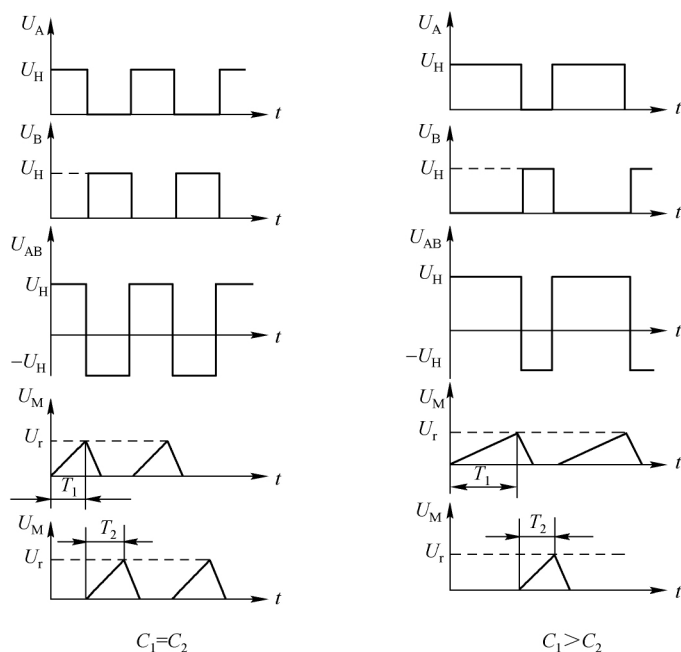 U_A
U_H
t
U_B
U_H
t
U_AB
U_H
t
−U_H
U_M
U_r
t
T_1
U_M
T_2
U_r
t
C_1=C_2
U_A
U_H
t
U_B
U_H
t
U_AB
U_H
t
−U_H
U_M
U_r
t
T_1
U_M
T_2
U_r
t
C_1>C_2